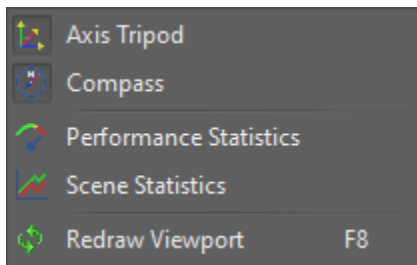 Axis Tripod
Compass
Performance Statistics
Scene Statistics
Redraw Viewport F8